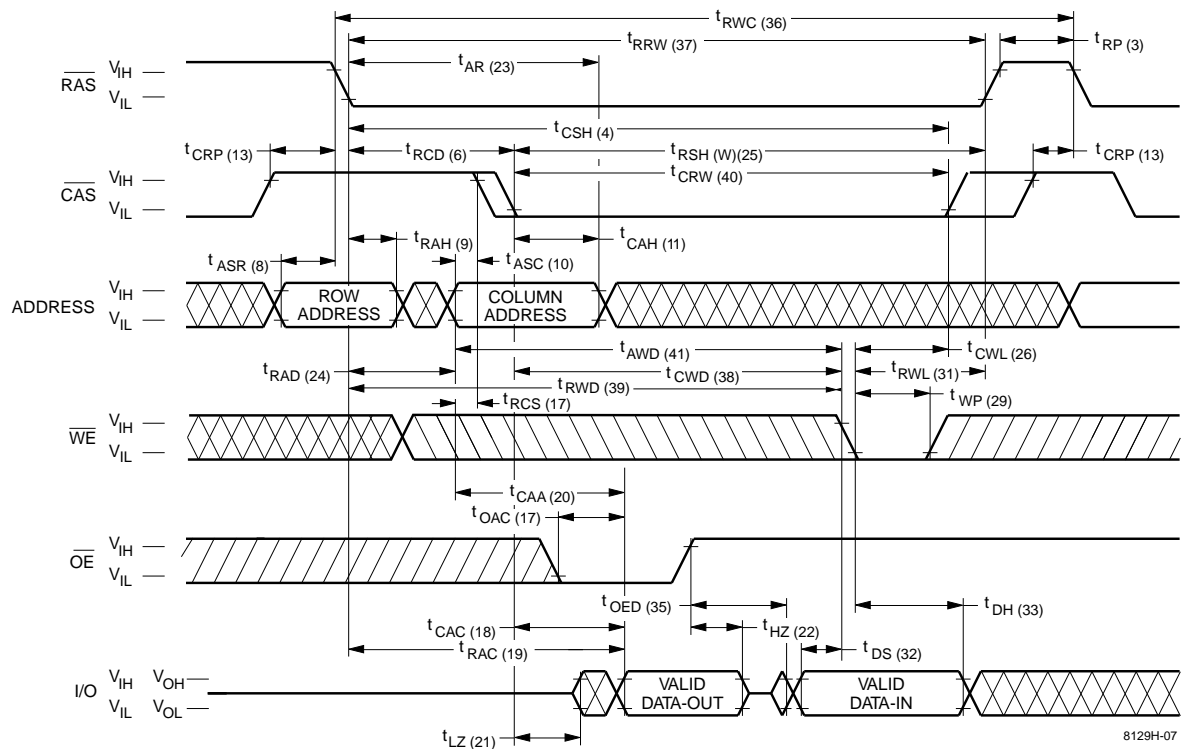 tRWC (36)
tRRW (37)
tRP (3)
tAR (23)
RAS
VIH
VIL
tCSH (4)
tCRP (13)
tRCD (6)
tRSH (W)(25)
tCRP (13)
tCRW (40)
CAS
VIH
VIL
tRAH (9)
tCAH (11)
tASR (8)
tASC (10)
ADDRESS
VIH
VIL
ROW
ADDRESS
COLUMN
ADDRESS
tAWD (41)
tCWL (26)
tRAD (24)
tCWD (38)
tRWL (31)
tRWD (39)
tRCS (17)
tWP (29)
WE
VIH
VIL
tCAA (20)
tOAC (17)
OE
VIH
VIL
tOED (35)
tDH (33)
tCAC (18)
tHZ (22)
tRAC (19)
tDS (32)
I/O
VIH VOH
VIL VOL
VALID
DATA-OUT
VALID
DATA-IN
tLZ (21)
8129H-07